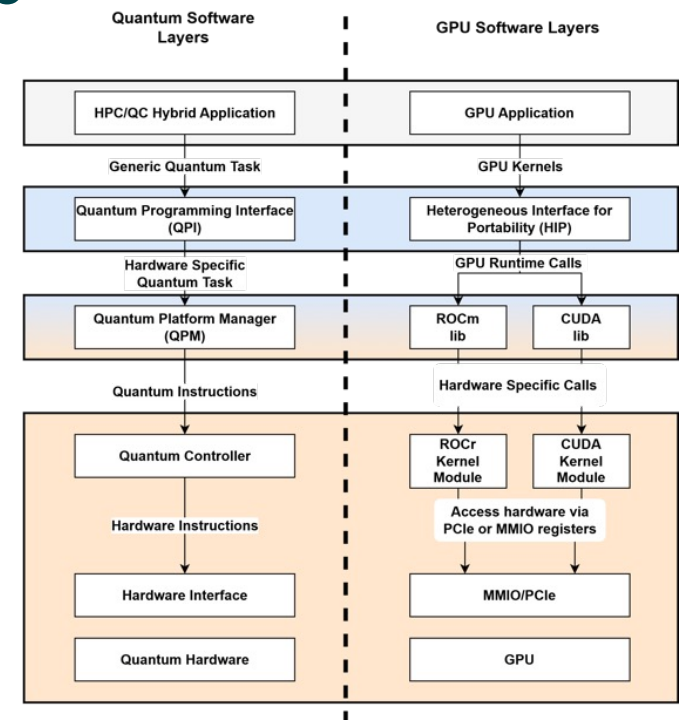 Quantum Software
Layers
GPU Software Layers
HPC/QC Hybrid Application
GPU Application
Generic Quantum Task
GPU Kernels
Quantum Programming Interface
(QPI)
Heterogeneous Interface for
Portability (HIP)
Hardware Specific
Quantum Task
GPU Runtime Calls
Quantum Platform Manager
(QPM)
ROCm
lib
CUDA
lib
Quantum Instructions
Hardware Specific Calls
Quantum Controller
ROCr
Kernel
Module
CUDA
Kernel
Module
Hardware Instructions
Access hardware via
PCIe or MMIO registers
Hardware Interface
MMIO/PCIe
Quantum Hardware
GPU